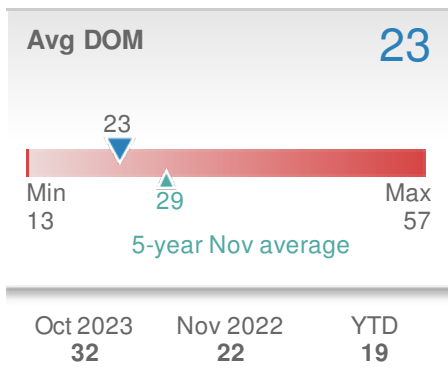 Avg DOM 23
23
Min Max
13 29 57
5-year Nov average
Oct 2023 Nov 2022 YTD
32 22 19